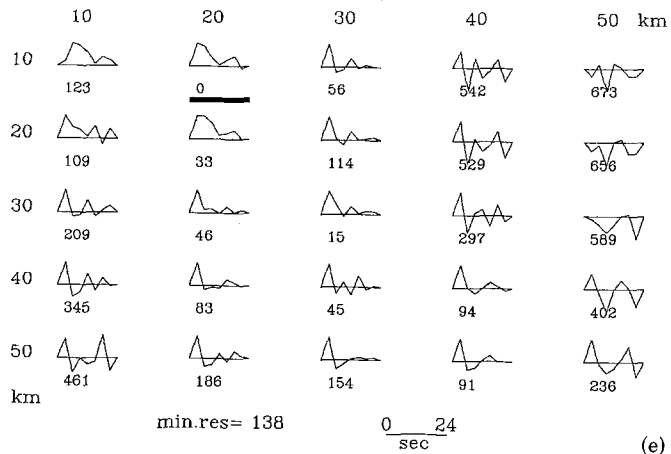 10 20 30 40 50 km
10
123 0 56 542 673
20
109 33 114 529 656
30
209 46 15 297 589
40
345 83 45 94 402
50
461 186 154 91 236
km
min.res= 138 0 24
sec
(e)